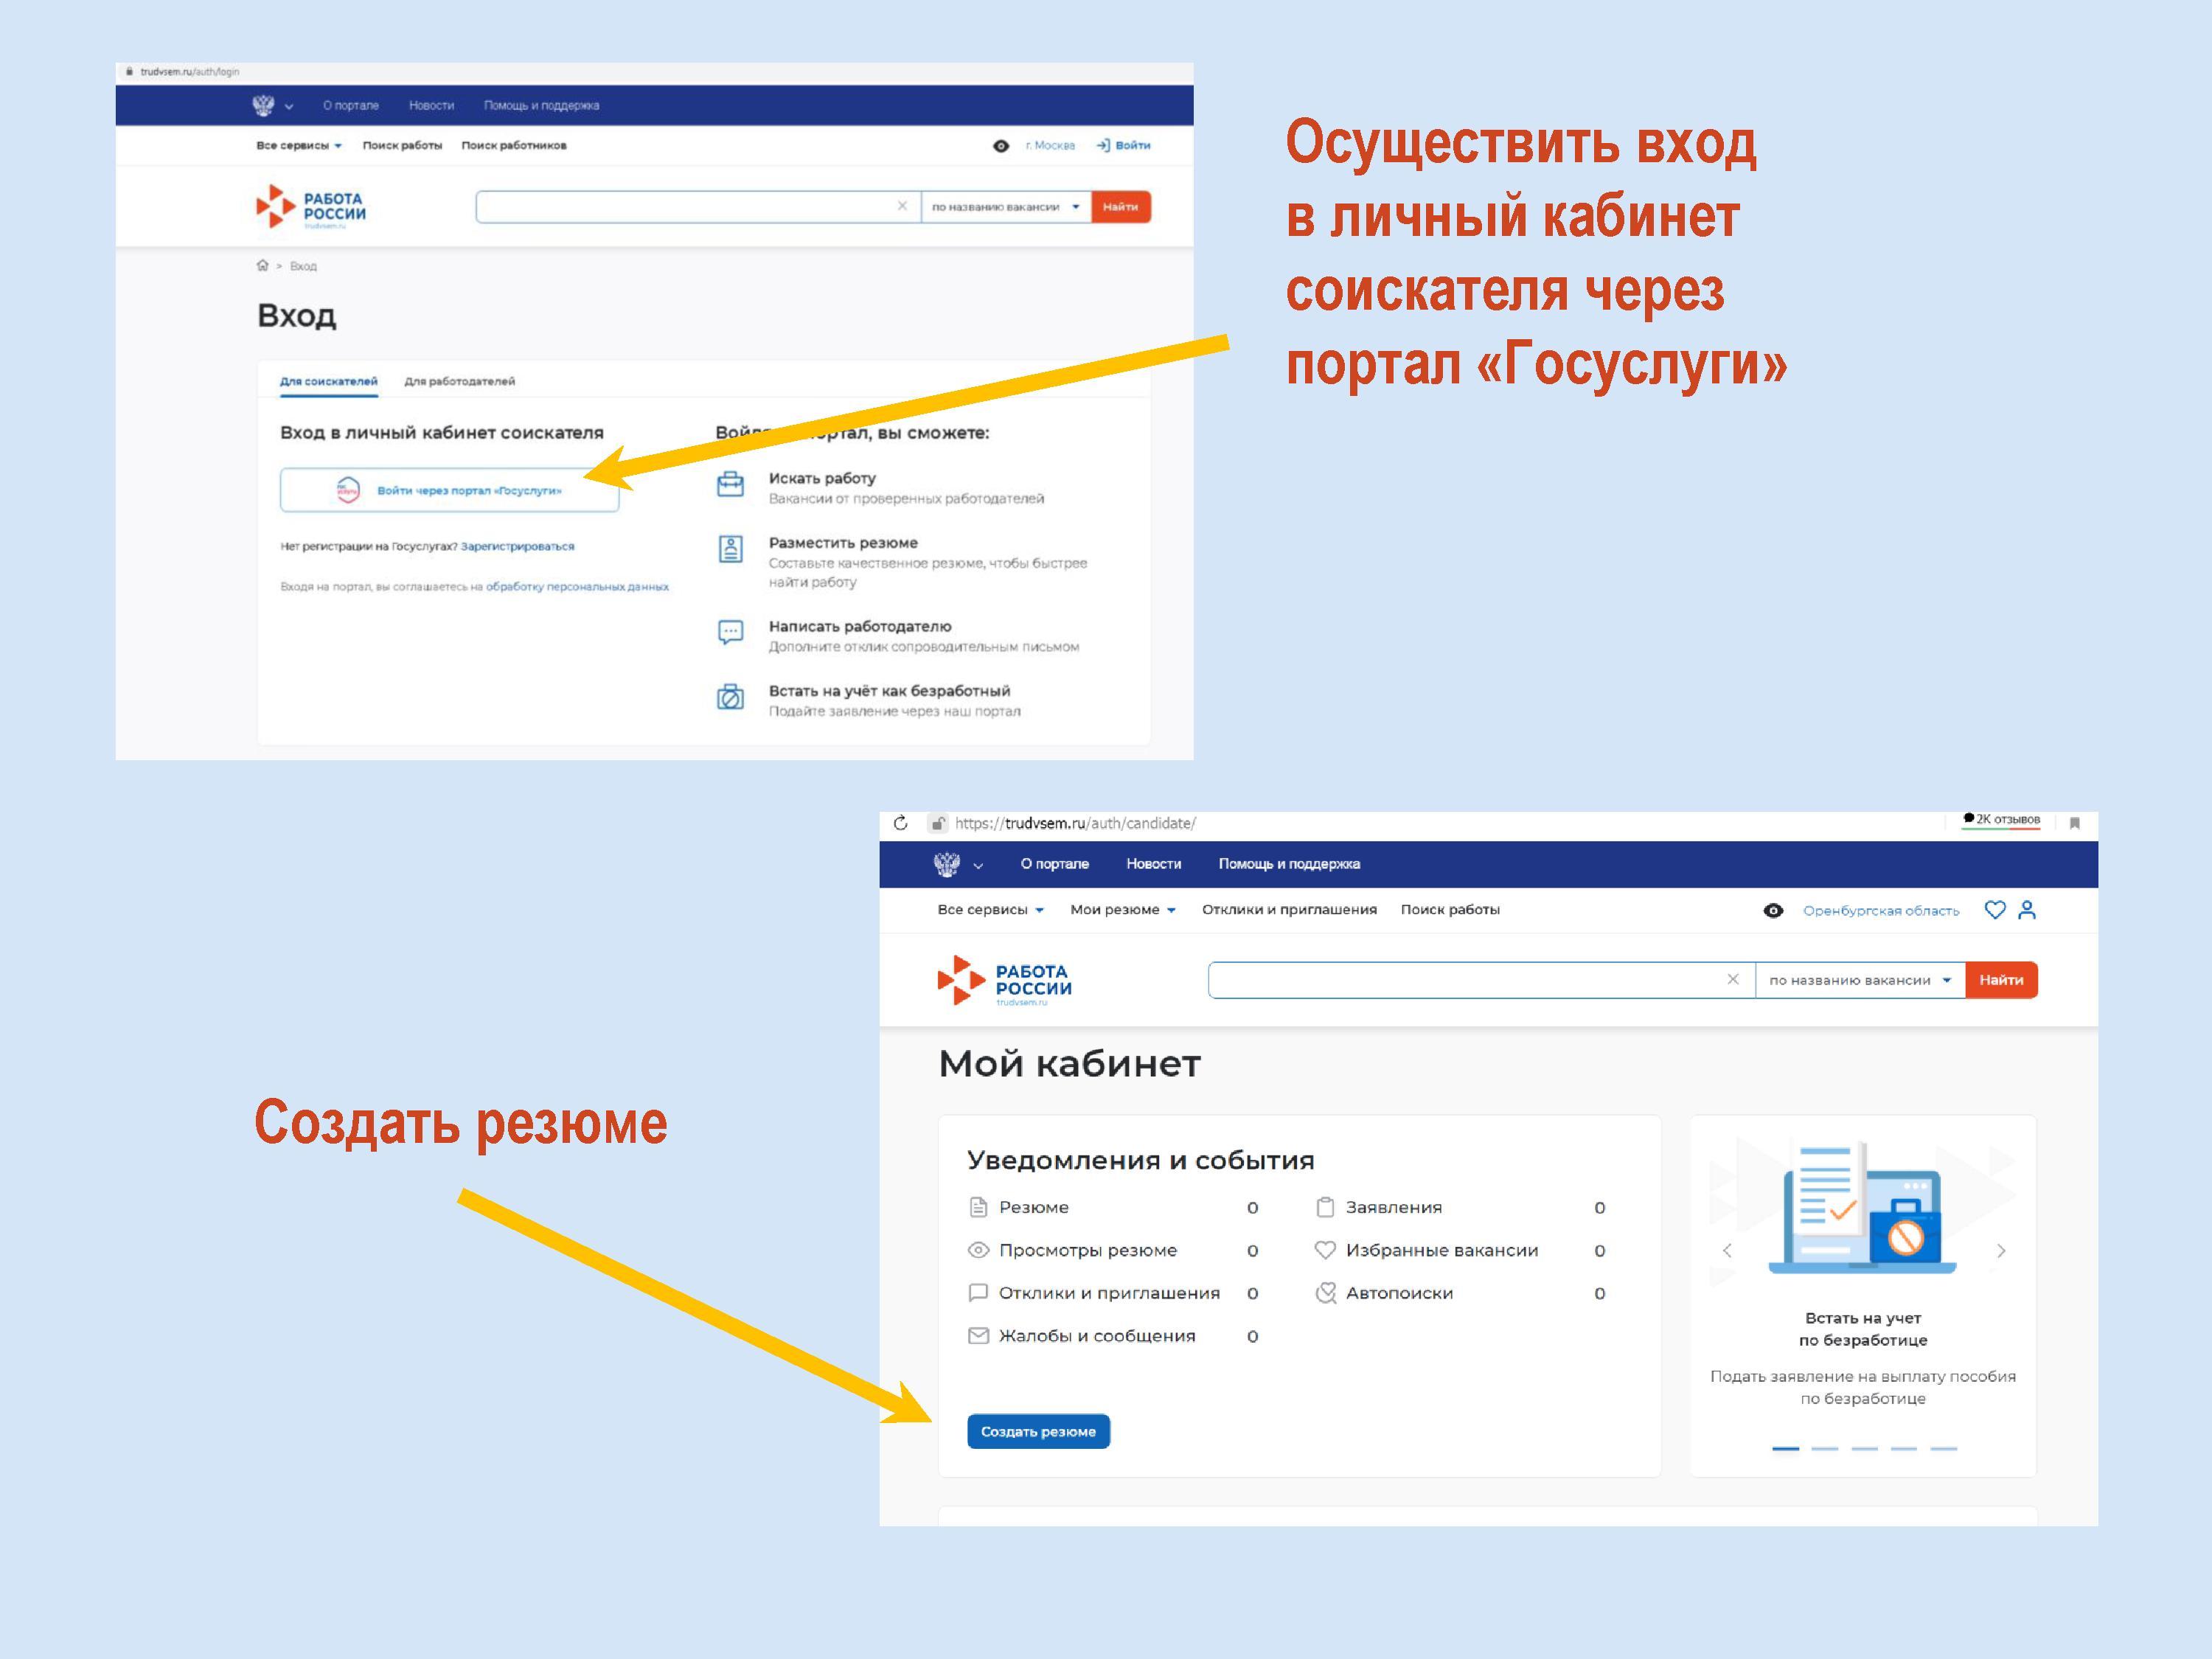 trudvsem.ru/auth/login
О портале Новости Помощь и поддержка
Все сервисы Поиск работы Поиск работников г. Москва Войти
РАБОТА
РОССИИ
trudvsem.ru
по названию вакансии Найти
> Вход
Вход
Для соискателей Для работодателей
Вход в личный кабинет соискателя
Войти через портал «Госуслуги»
Нет регистрации на Госуслугах? Зарегистрироваться
Входя на портал, вы соглашаетесь на обработку персональных данных
вы сможете:
Искать работу
Вакансии от проверенных работодателей
Разместить резюме
Составьте качественное резюме, чтобы быстрее
найти работу
Написать работодателю
Дополните отклик сопроводительным письмом
Встать на учёт как безработный
Подайте заявление через наш портал
Осуществить вход
в личный кабинет
соискателя через
портал «Госуслуги»
Создать резюме
https://trudvsem.ru/auth/candidate/ 2К отзывов
О портале Новости Помощь и поддержка
Все сервисы Мои резюме Отклики и приглашения Поиск работы Оренбургская область
РАБОТА
РОССИИ
trudvsem.ru
по названию вакансии Найти
Мой кабинет
Уведомления и события
Резюме 0 Заявления 0
Просмотры резюме 0 Избранные вакансии 0
Отклики и приглашения 0 Автопоиски 0
Жалобы и сообщения 0
Создать резюме
Встать на учет
по безработице
Подать заявление на выплату пособия
по безработице